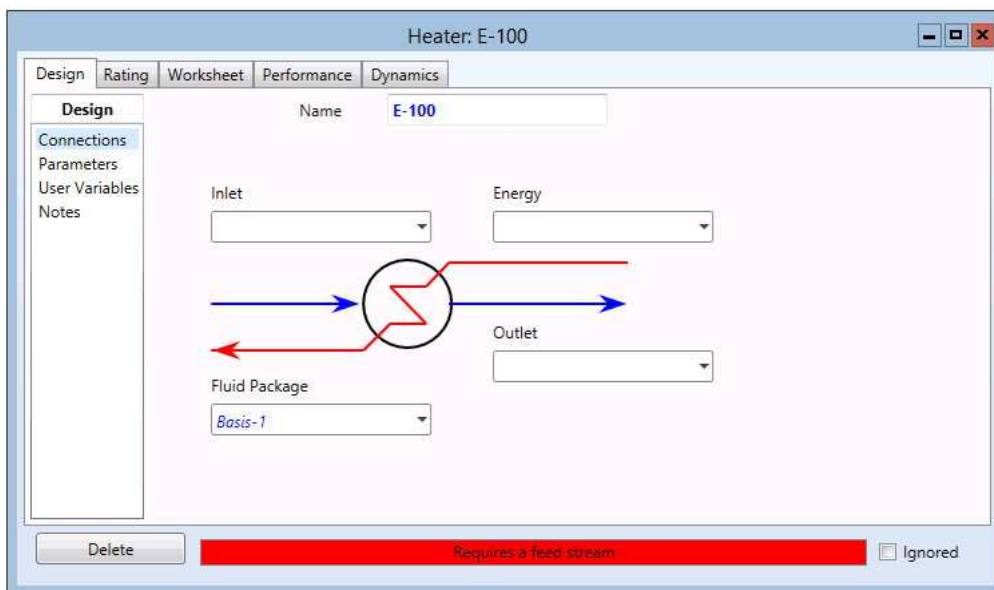 Heater: E-100
Design Rating Worksheet Performance Dynamics
Design
Connections
Parameters
User Variables
Notes
Name E-100
Inlet Energy
Outlet
Fluid Package
Basis-1
Delete Requires a feed stream Ignored